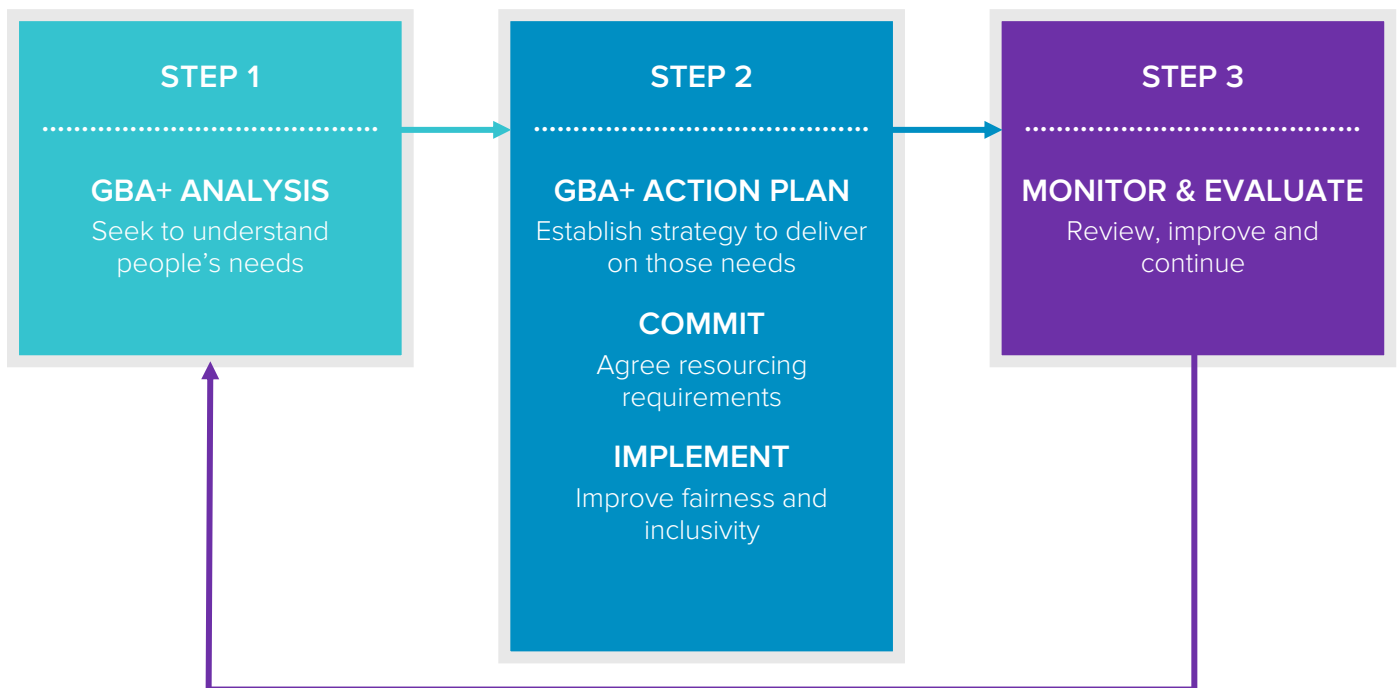 STEP 1
GBA+ ANALYSIS
Seek to understand
people's needs
STEP 2
GBA+ ACTION PLAN
Establish strategy to deliver
on those needs
COMMIT
Agree resourcing
requirements
IMPLEMENT
Improve fairness and
inclusivity
STEP 3
MONITOR & EVALUATE
Review, improve and
continue